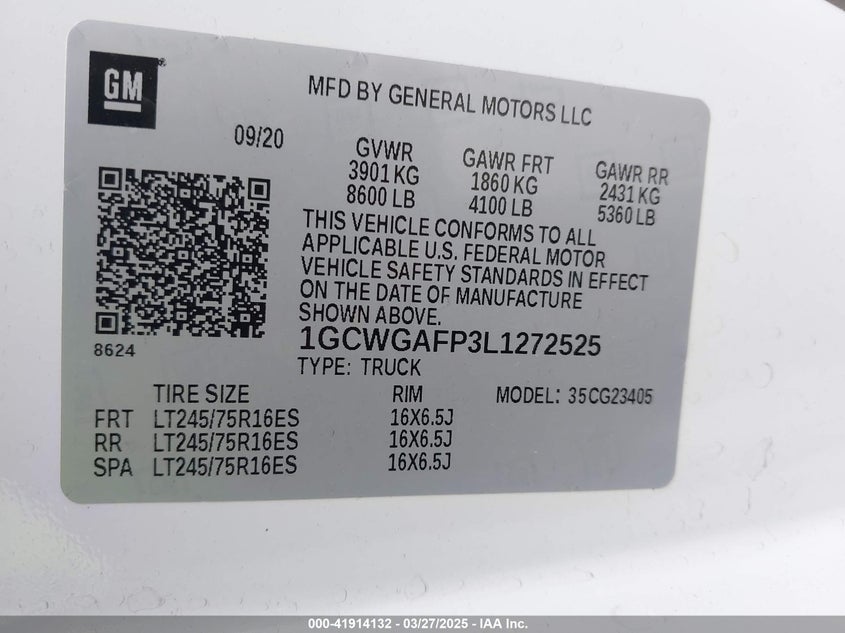 GM
MFD BY GENERAL MOTORS LLC
09/20
GVWR
3901 KG
8600 LB
GAWR FRT
1860 KG
4100 LB
GAWR RR
2431 KG
5360 LB
THIS VEHICLE CONFORMS TO ALL
APPLICABLE U.S. FEDERAL MOTOR
VEHICLE SAFETY STANDARDS IN EFFECT
ON THE DATE OF MANUFACTURE
SHOWN ABOVE.
8624
1GCWGAFP3L1272525
TYPE: TRUCK
TIRE SIZE RIM MODEL: 35CG23405
FRT LT245/75R16ES 16X6.5J
RR LT245/75R16ES 16X6.5J
SPA LT245/75R16ES 16X6.5J
000-41914132 - 03/27/2025 - IAA Inc.